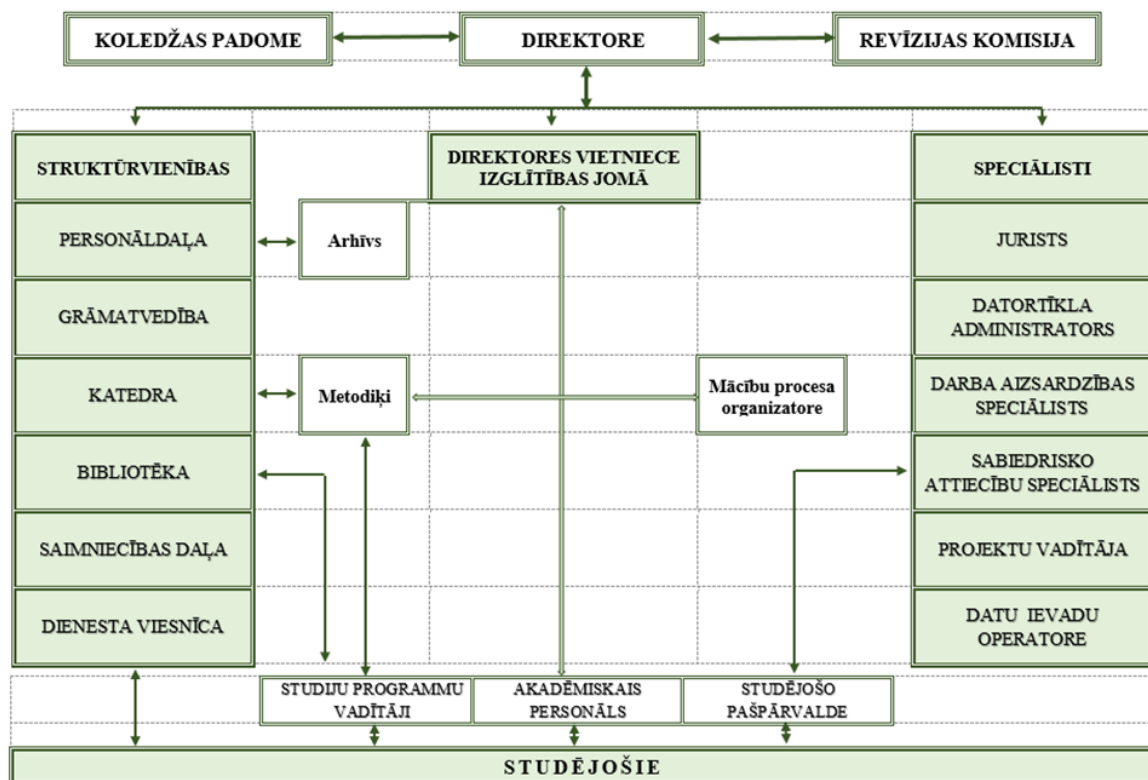 KOLEDŽAS PADOME
DIREKTORE
REVĪZIJAS KOMISIJA
STRUKTŪRVIENĪBAS
DIREKTORES VIETNIECE
IZGLĪTĪBAS JOMĀ
SPECIĀLISTI
PERSONĀLDAĻA
Arhīvs
JURISTS
GRĀMATVEDĪBA
DATORTĪKLA
ADMINISTRATORS
KATEDRA
Metodiķi
Mācību procesa
organizatore
DARBA AIZSARDZĪBAS
SPECIĀLISTS
BIBLIOTĒKA
SABIEDRISKO
ATTIECĪBU SPECIĀLISTS
SAIMNIECĪBAS DAĻA
PROJEKTU VADĪTĀJA
DIENESTA VIESNĪCA
DATU IEVADU
OPERATORE
STUDIJU PROGRAMMU
VADĪTĀJI
AKADĒMISKAIS
PERSONĀLS
STUDĒJOŠO
PAŠPĀRVALDE
STUDĒJOŠIE